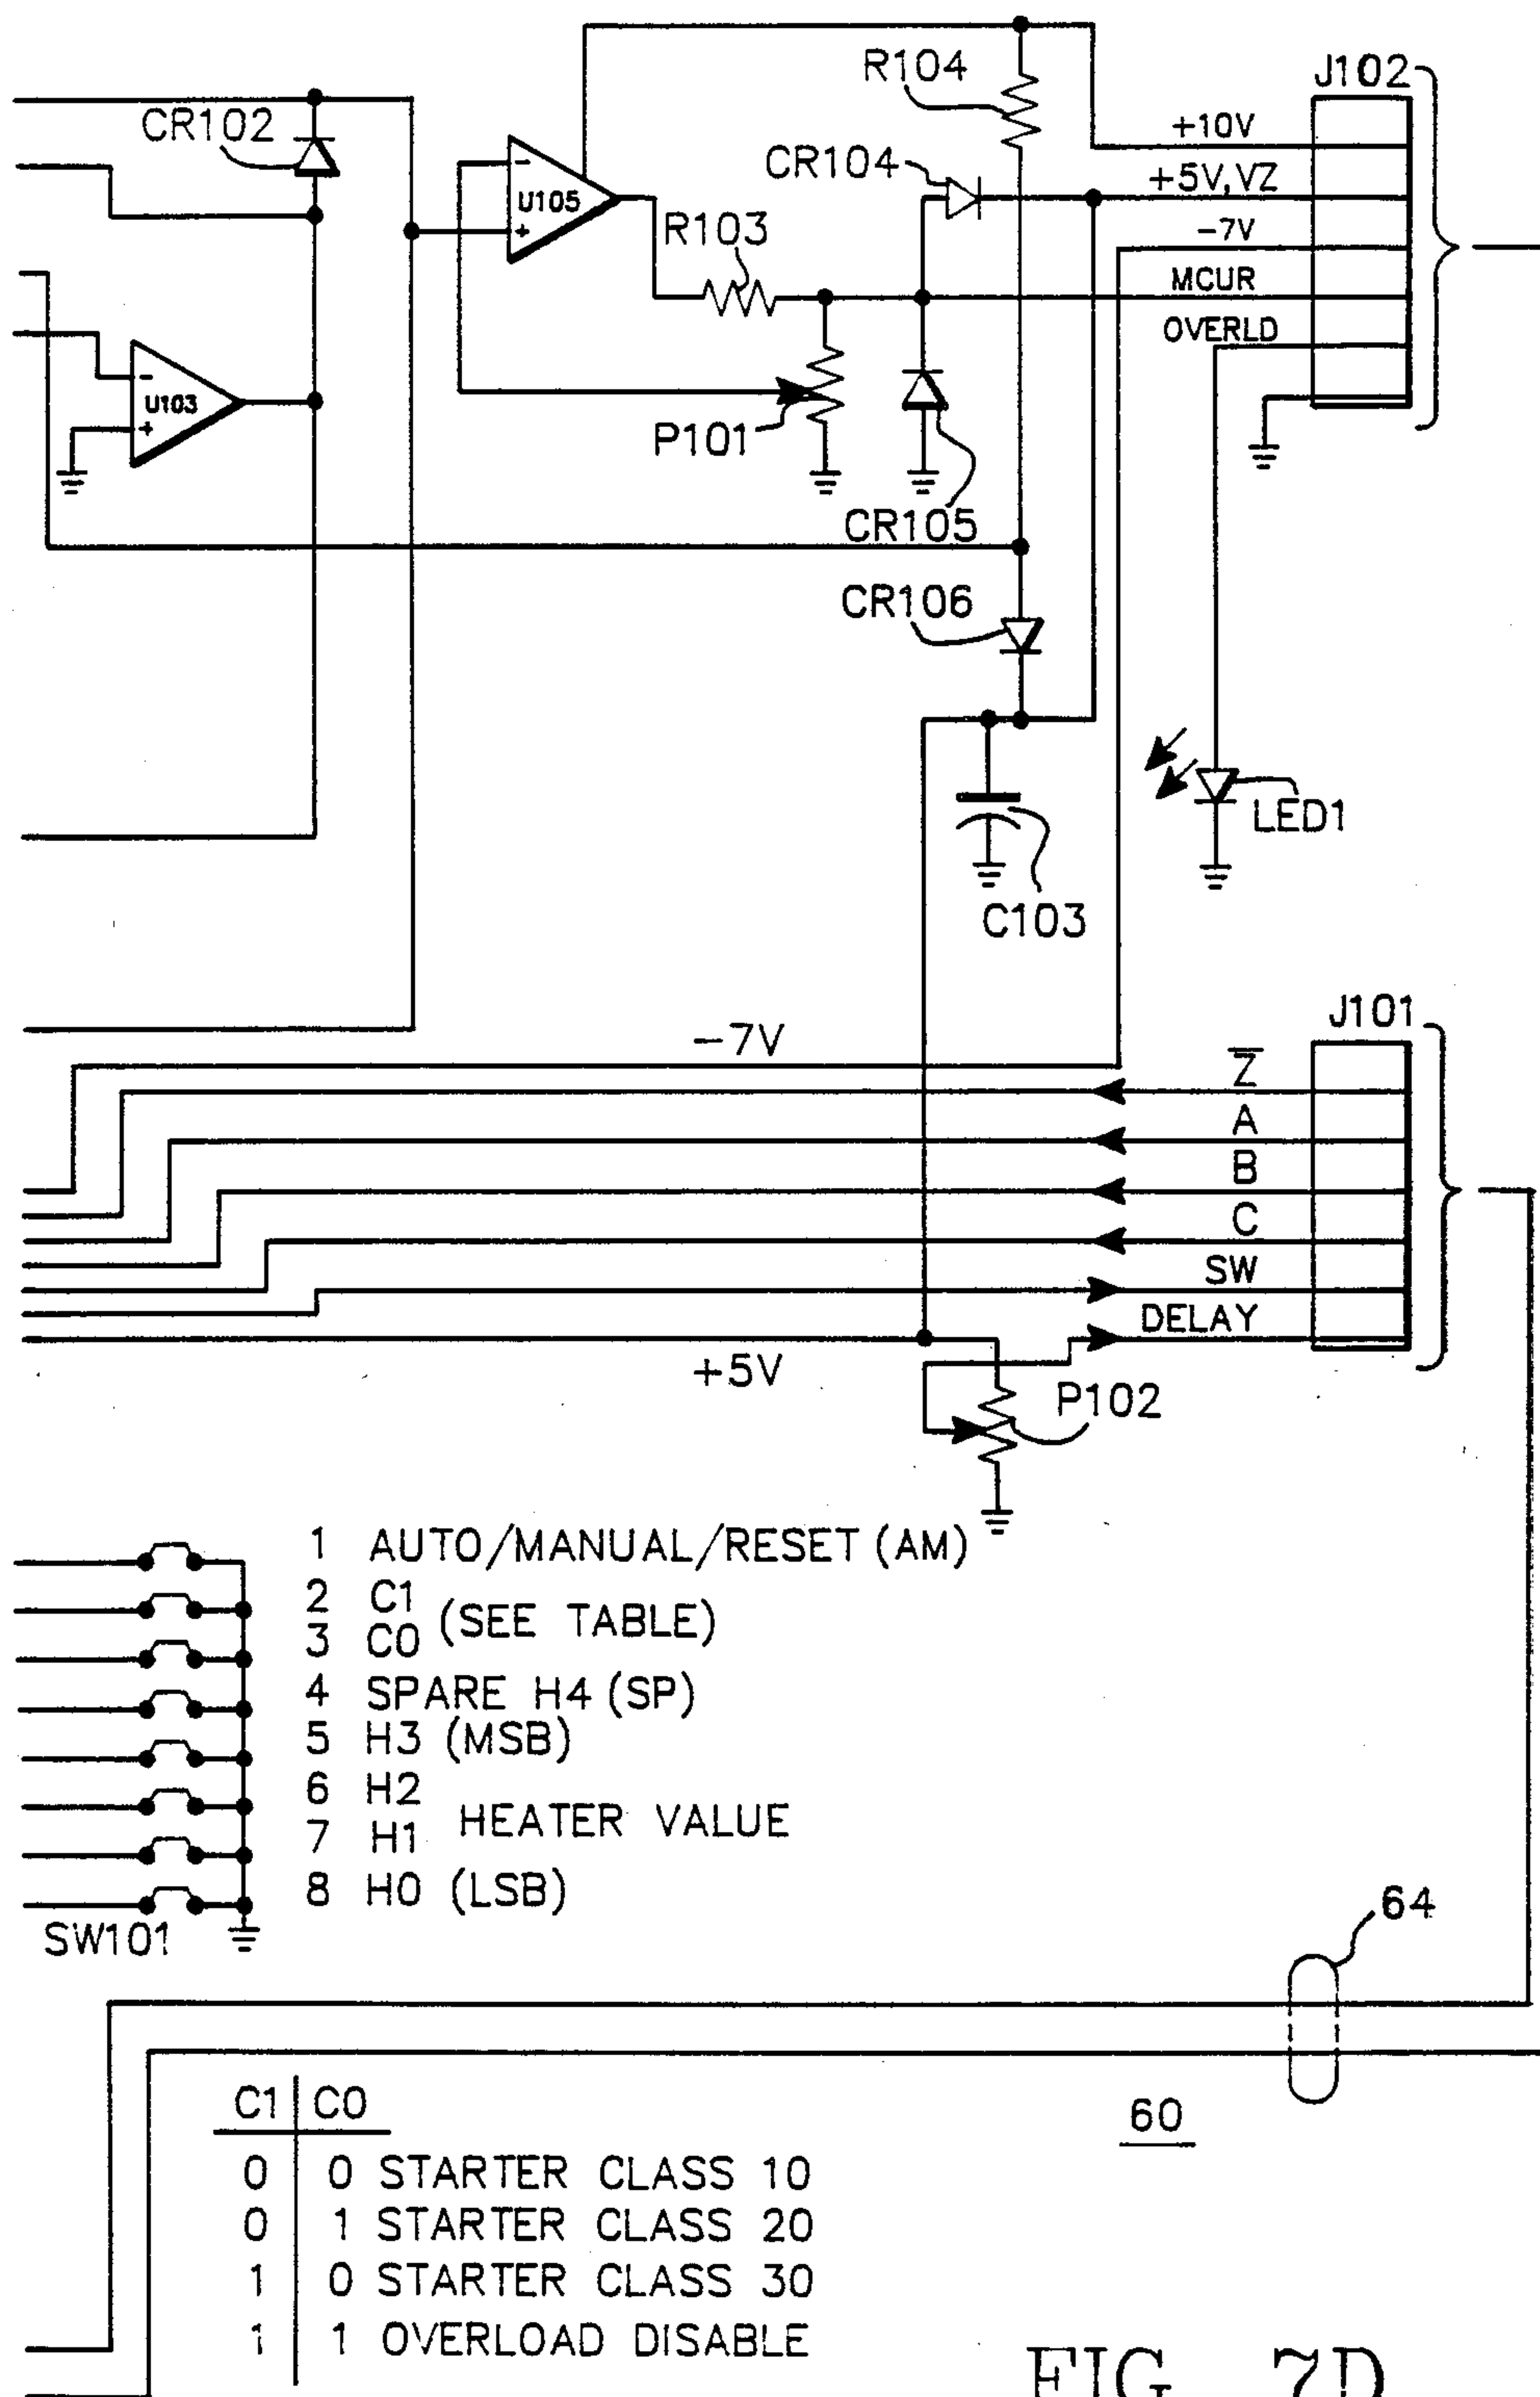 R104
J102
CR102
+10V
CR104
+5V,VZ
U105
-
+
R103
-7V
MCUR
OVERLD
-
U103
+
P101
CR105
CR106
LED1
C103
J101
-7V
Z̅
A
B
C
SW
DELAY
+5V
P102
1 AUTO/MANUAL/RESET (AM)
2 C1
(SEE TABLE)
3 C0
4 SPARE H4 (SP)
5 H3 (MSB)
6 H2
HEATER VALUE
7 H1
8 H0 (LSB)
SW101
64
C1 C0
60
0 0 STARTER CLASS 10
0 1 STARTER CLASS 20
1 0 STARTER CLASS 30
1 1 OVERLOAD DISABLE
FIG. 7D